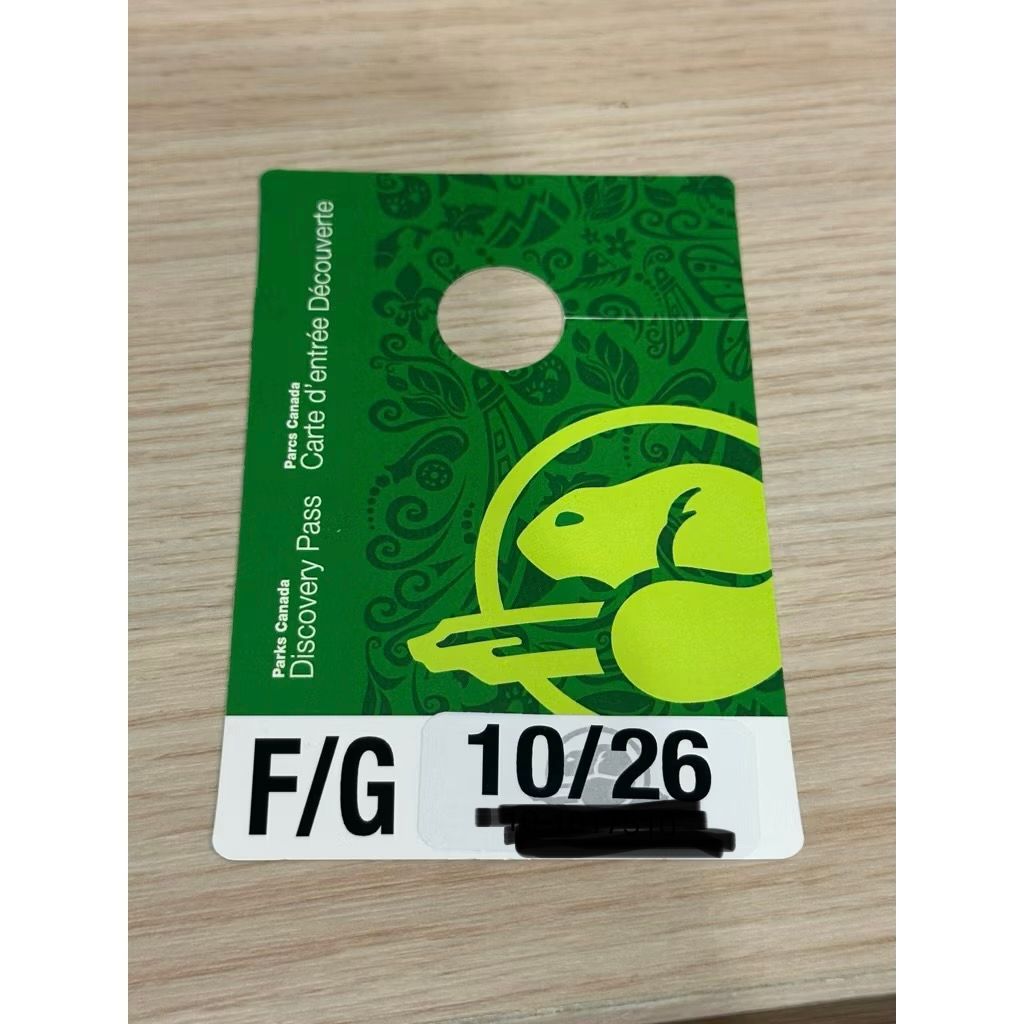 Parks Canada
Discovery Pass
Parcs Canada
Carte d'entrée Découverte
F/G
10/26